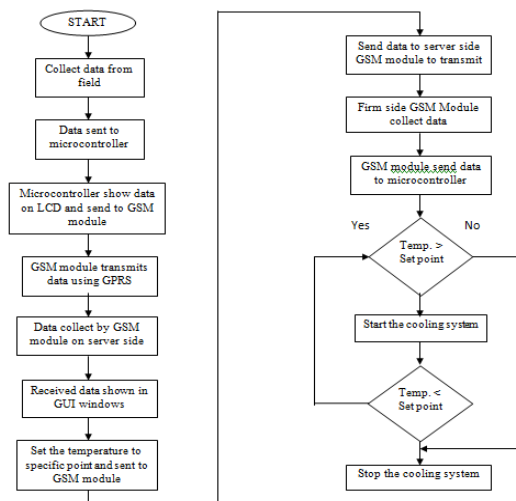 START
Collect data from
field
Data sent to
microcontroller
Microcontroller show data
on LCD and send to GSM
module
GSM module transmits
data using GPRS
Data collect by GSM
module on server side
Received data shown in
GUI windows
Set the temperature to
specific point and sent to
GSM module
Send data to server side
GSM module to transmit
Firm side GSM Module
collect data
GSM module send data
to microcontroller
Yes
No
Temp. >
Set point
Start the cooling system
Temp. <
Set point
Stop the cooling system